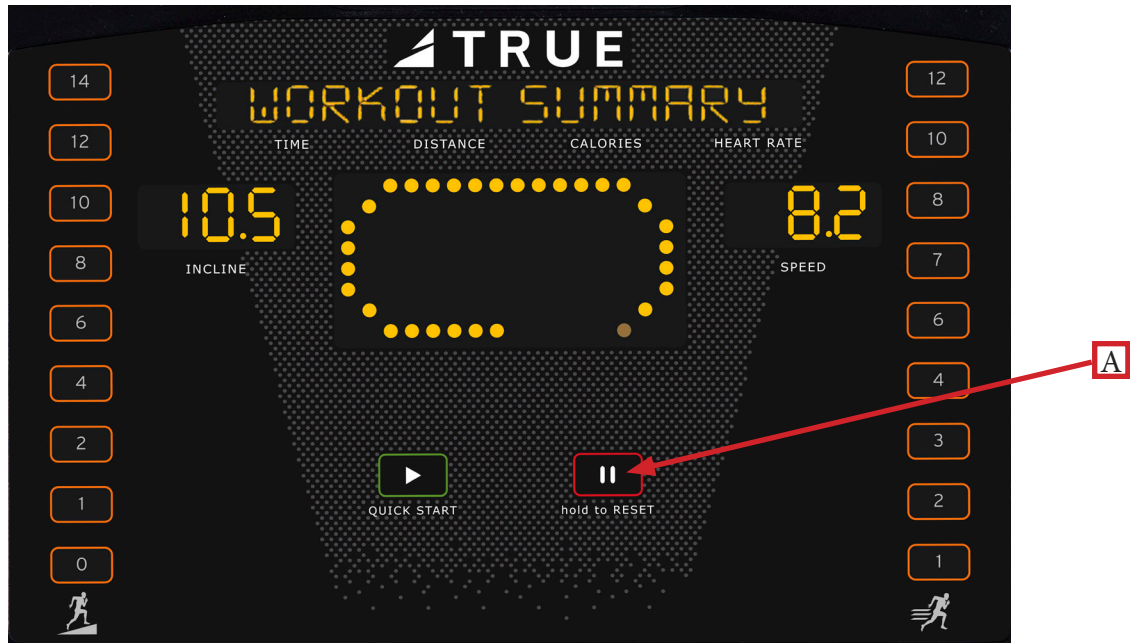 TRUE
WORKOUT SUMMARY
TIME DISTANCE CALORIES HEART RATE
14
12
10
8
6
4
2
1
0
10.5
INCLINE
8.2
SPEED
12
10
8
7
6
4
3
2
1
QUICK START
hold to RESET
A